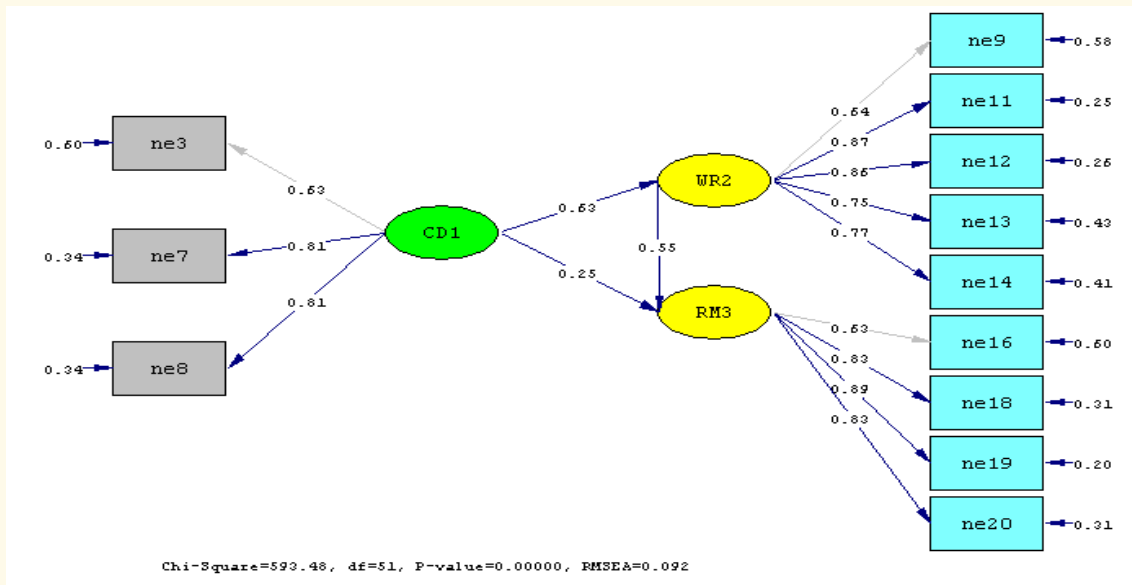 ne9
0.58
0.64
ne11
0.25
0.87
ne3
0.60
ne12
0.26
0.86
WR2
0.63
0.63
ne13
0.43
0.75
CD1
ne7
0.34
0.81
0.55
0.77
ne14
0.41
0.25
RM3
0.81
0.63
ne16
0.60
0.83
ne8
0.34
0.89
ne18
0.31
0.83
ne19
0.20
ne20
0.31
Chi-Square=593.48, df=51, P-value=0.00000, RMSEA=0.092